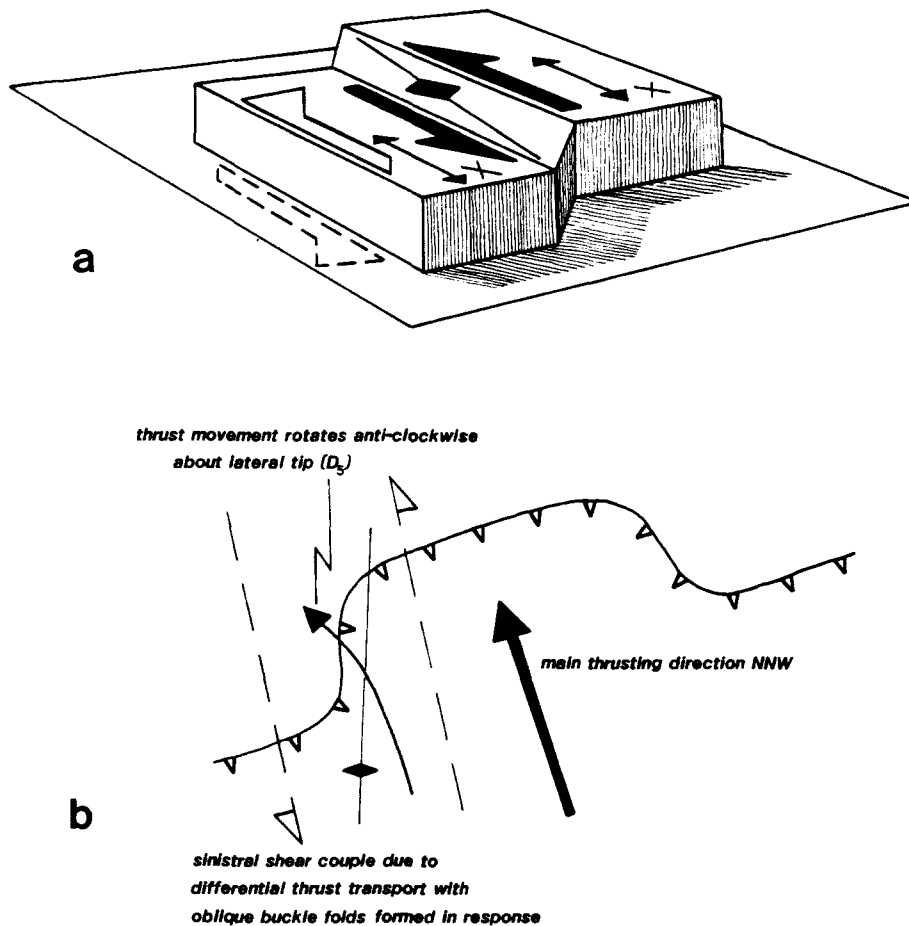 X
X
a
thrust movement rotates anti-clockwise
about lateral tip (D5)
main thrusting direction NNW
b
sinistral shear couple due to
differential thrust transport with
oblique buckle folds formed in response